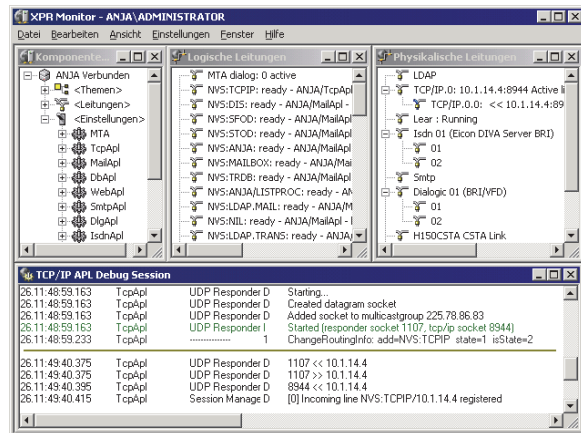 XPR Monitor - ANJA\ADMINISTRATOR
Datei Bearbeiten Ansicht Einstellungen Fenster Hilfe
Komponente...
ANJA Verbunden
<Themen>
<Leitungen>
<Einstellungen>
MTA
TcpApl
MailApl
DbApl
WebApl
SmtpApl
DlgApl
IsdnApl
Logische Leitungen
MTA dialog: 0 active
NVS:TCPIP: ready - ANJA/TcpApl
NVS:DIS: ready - ANJA/MailApl -
NVS:SFOD: ready - ANJA/MailApl
NVS:STOD: ready - ANJA/MailApl
NVS:ANJA: ready - ANJA/MailApl
NVS:MAILBOX: ready - ANJA/Mai
NVS:TRDB: ready - ANJA/MailApl
NVS:ANJA/LISTPROC: ready - AN
NVS:LDAP.MAIL: ready - ANJA/
NVS:NIL: ready - ANJA/MailApl -
NVS:LDAP.TRANS: ready - ANJA/
Physikalische Leitungen
LDAP
TCP/IP.0: 10.1.14.4:8944 Active li
TCP/IP.0.0: << 10.1.14.4:89
Lear : Running
Isdn 01 (Eicon DIVA Server BRI)
01
02
Smtp
Dialogic 01 (BRI/VFD)
01
02
H150CSTA CSTA Link
TCP/IP APL Debug Session
26.11:48:59.163 TcpApl UDP Responder D Starting...
26.11:48:59.163 TcpApl UDP Responder D Created datagram socket
26.11:48:59.163 TcpApl UDP Responder D Added socket to multicastgroup 225.78.86.83
26.11:48:59.163 TcpApl UDP Responder I Started (responder socket 1107, tcp/ip socket 8944)
26.11:48:59.233 TcpApl --------------- 1 ChangeRoutingInfo: add=NVS:TCPIP state=1 isState=2
26.11:49:40.375 TcpApl UDP Responder D 1107 << 10.1.14.4
26.11:49:40.375 TcpApl UDP Responder D 1107 >> 10.1.14.4
26.11:49:40.395 TcpApl UDP Responder D 8944 << 10.1.14.4
26.11:49:40.415 TcpApl Session Manage D [0] Incoming line NVS:TCPIP/10.1.14.4 registered